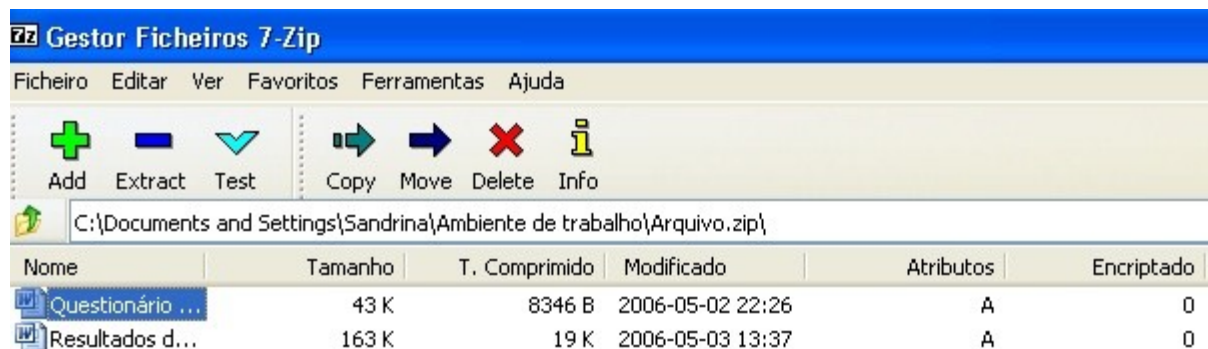 7z Gestor Ficheiros 7-Zip
Ficheiro Editar Ver Favoritos Ferramentas Ajuda
Add Extract Test Copy Move Delete Info
C:\Documents and Settings\Sandrina\Ambiente de trabalho\Arquivo.zip\
Nome Tamanho T. Comprimido Modificado Atributos Encriptado
Questionário ... 43 K 8346 B 2006-05-02 22:26 A 0
Resultados d... 163 K 19 K 2006-05-03 13:37 A 0